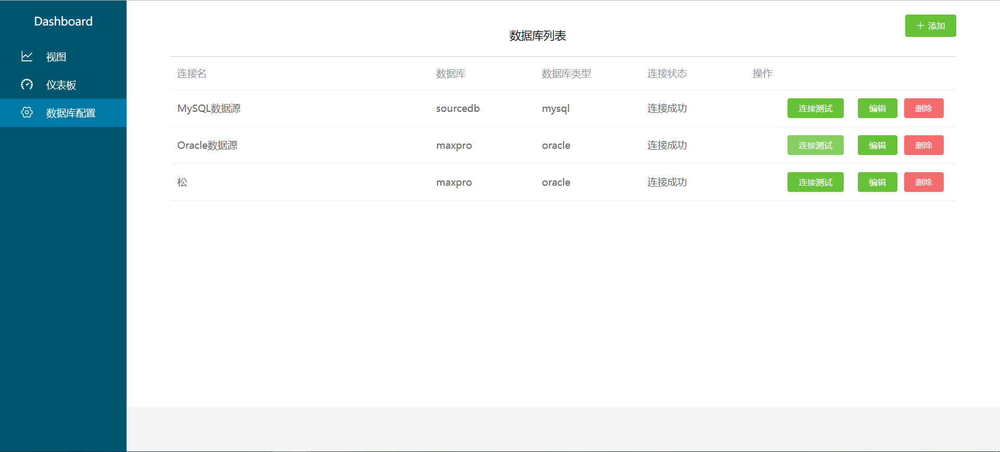 Dashboard
视图
仪表板
数据库配置
添加
数据库列表
连接名 数据库 数据库类型 连接状态 操作
MySQL数据源 sourcedb mysql 连接成功 连接测试 编辑 删除
Oracle数据源 maxpro oracle 连接成功 连接测试 编辑 删除
松 maxpro oracle 连接成功 连接测试 编辑 删除